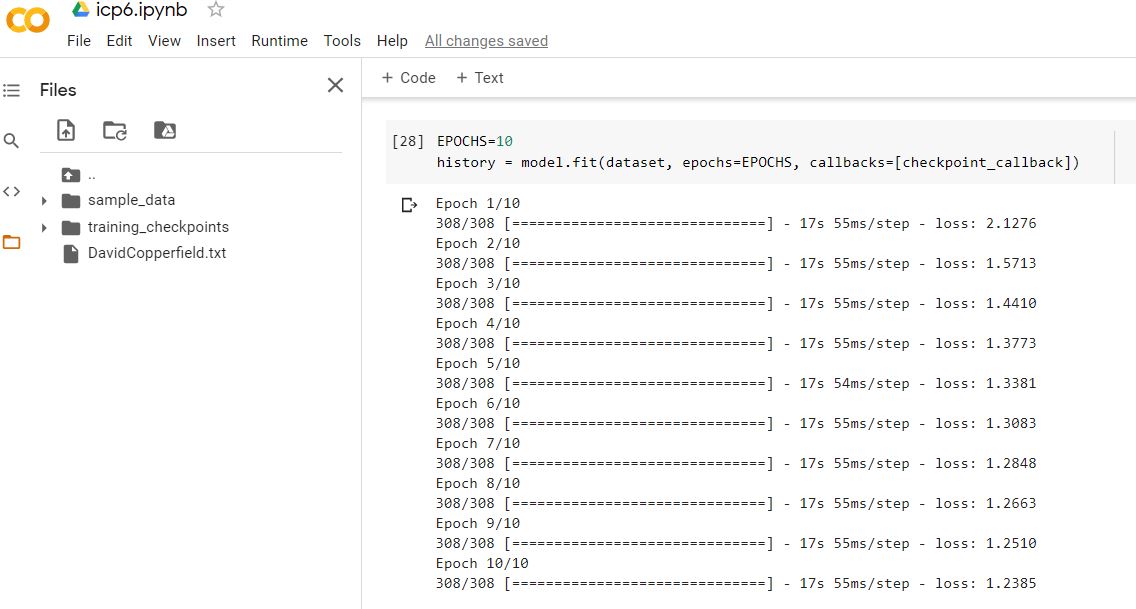 icp6.ipynb
File Edit View Insert Runtime Tools Help All changes saved
Files
..
sample_data
training_checkpoints
DavidCopperfield.txt
+ Code + Text
[28] EPOCHS=10
history = model.fit(dataset, epochs=EPOCHS, callbacks=[checkpoint_callback])
Epoch 1/10
308/308 [==============================] - 17s 55ms/step - loss: 2.1276
Epoch 2/10
308/308 [==============================] - 17s 55ms/step - loss: 1.5713
Epoch 3/10
308/308 [==============================] - 17s 55ms/step - loss: 1.4410
Epoch 4/10
308/308 [==============================] - 17s 55ms/step - loss: 1.3773
Epoch 5/10
308/308 [==============================] - 17s 54ms/step - loss: 1.3381
Epoch 6/10
308/308 [==============================] - 17s 55ms/step - loss: 1.3083
Epoch 7/10
308/308 [==============================] - 17s 55ms/step - loss: 1.2848
Epoch 8/10
308/308 [==============================] - 17s 55ms/step - loss: 1.2663
Epoch 9/10
308/308 [==============================] - 17s 55ms/step - loss: 1.2510
Epoch 10/10
308/308 [==============================] - 17s 55ms/step - loss: 1.2385